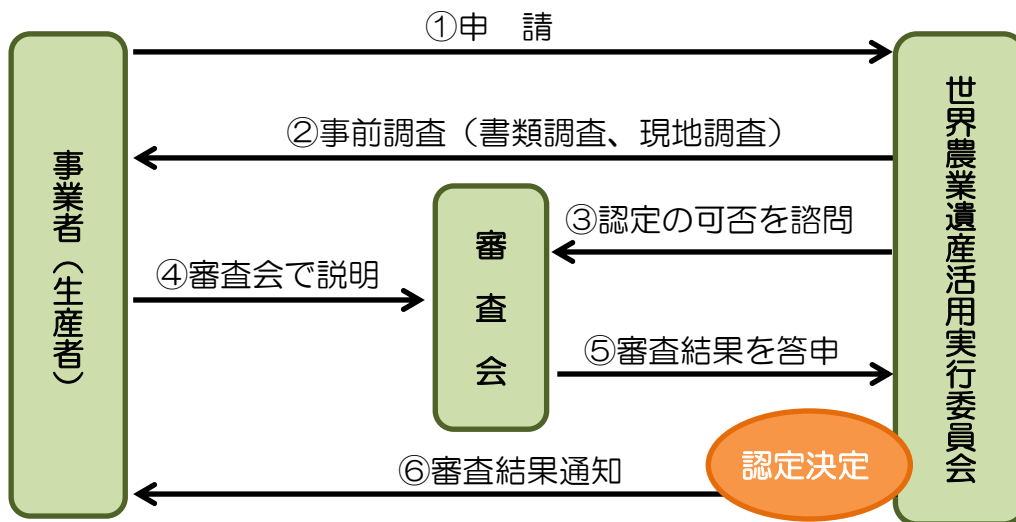 ①申　請
②事前調査（書類調査、現地調査）
事業者（生産者）
世界農業遺産活用実行委員会
審査会
③認定の可否を諮問
④審査会で説明
⑤審査結果を答申
認定決定
⑥審査結果通知